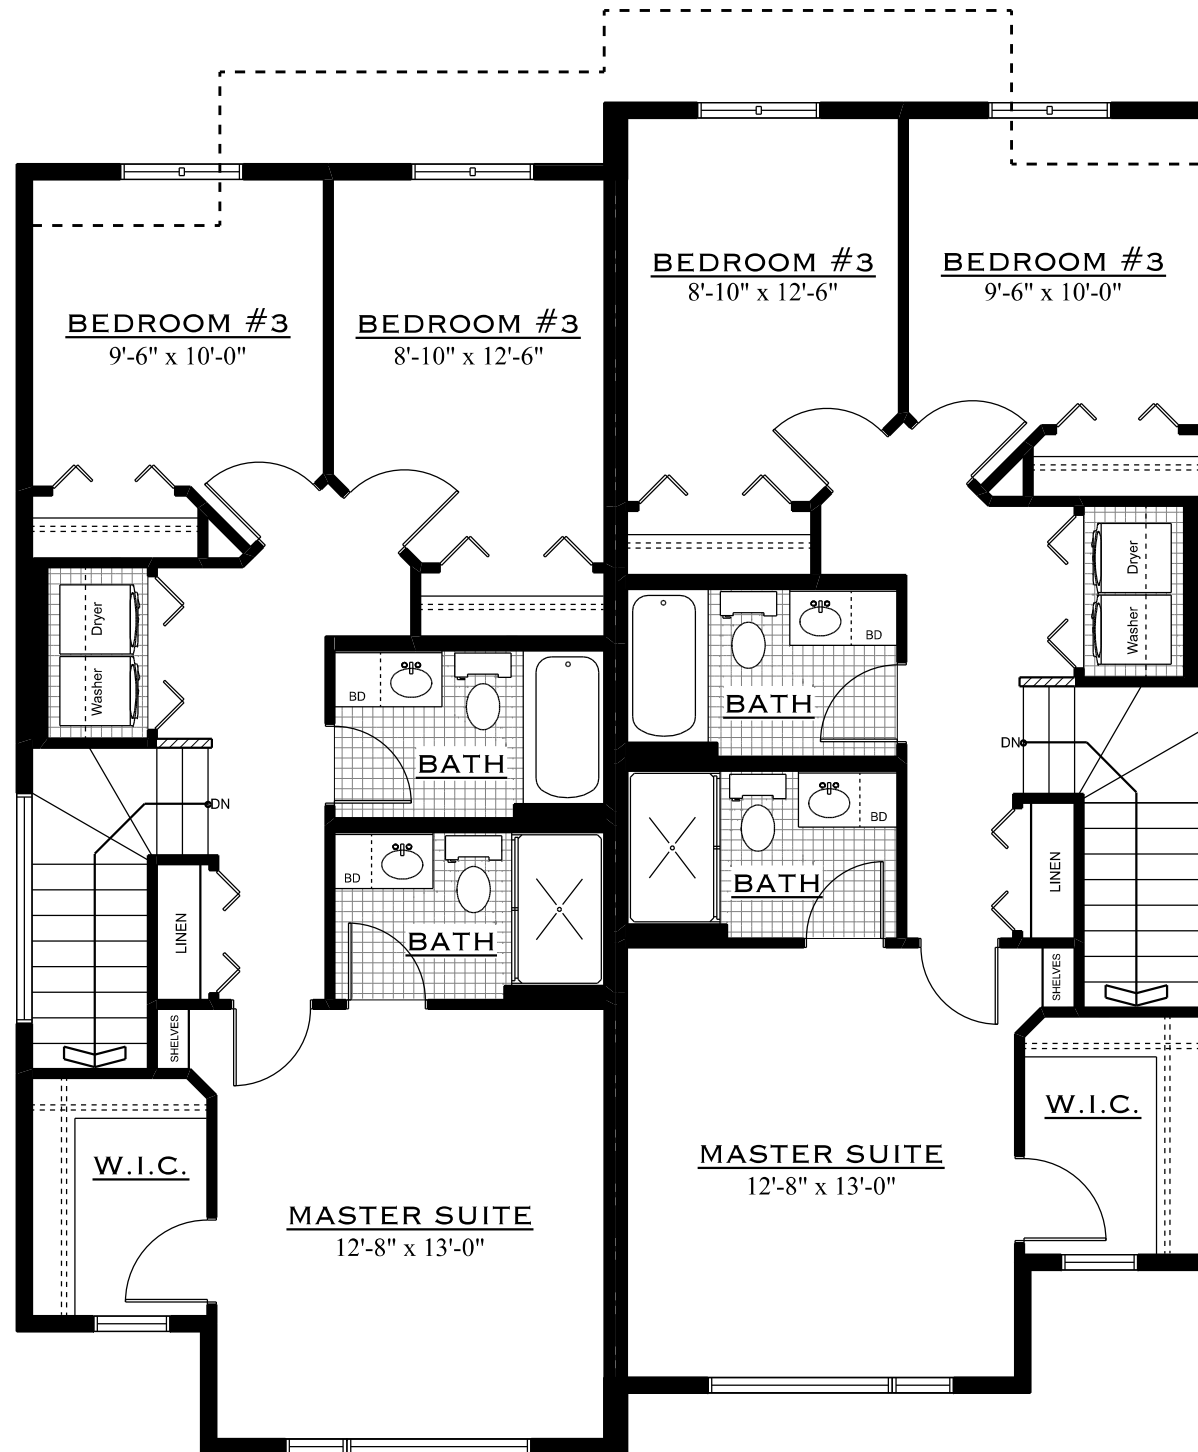 BEDROOM #3
8'-10" x 12'-6"
BEDROOM #3
9'-6" x 10'-0"
BEDROOM #3
9'-6" x 10'-0"
BEDROOM #3
8'-10" x 12'-6"
Dryer
Washer
Dryer
Washer
BD
BATH
BD
BATH
DN
DN
BD
BATH
BD
BATH
LINEN
LINEN
SHELVES
SHELVES
W.I.C.
MASTER SUITE
12'-8" x 13'-0"
W.I.C.
MASTER SUITE
12'-8" x 13'-0"